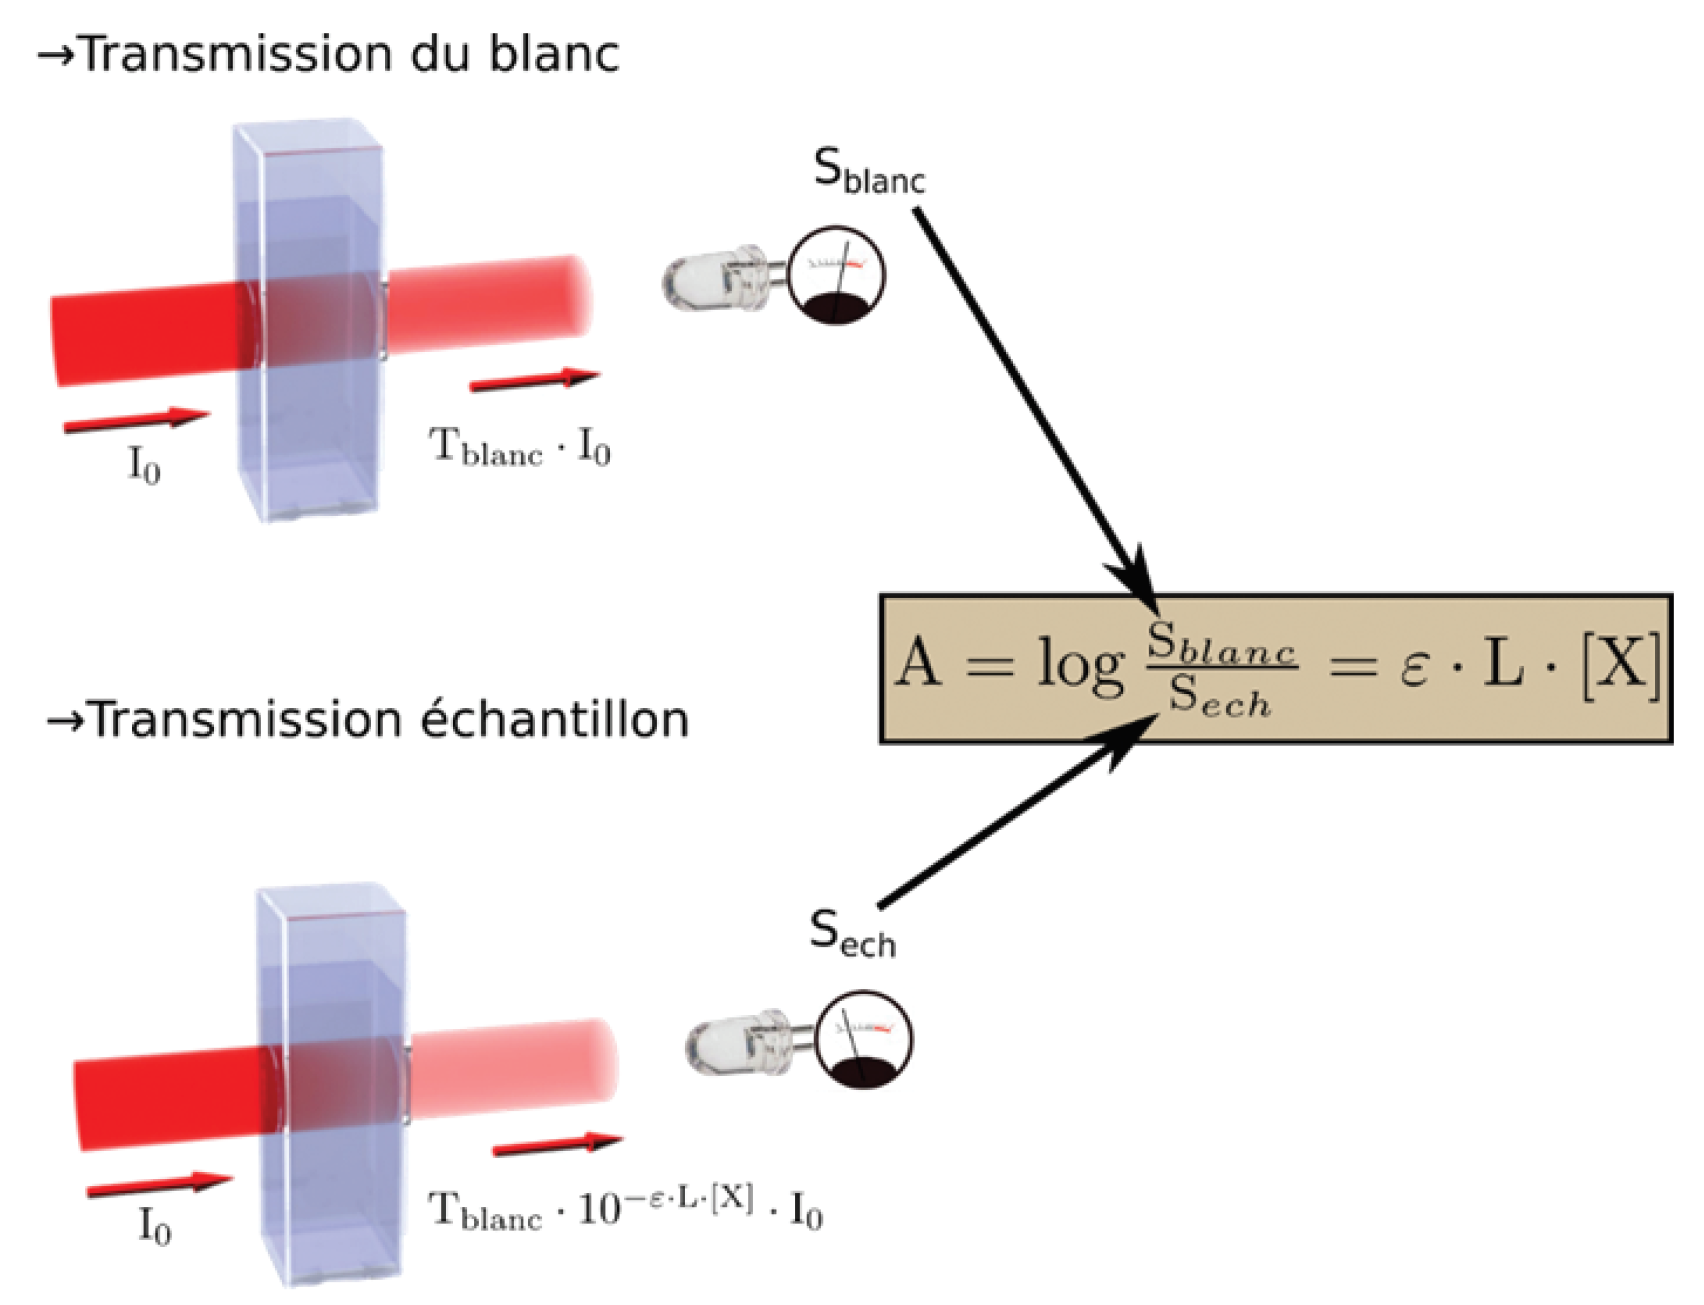 →Transmission du blanc
S_blanc
I₀
T_blanc · I₀
A = log S_blanc/S_ech = ε · L · [X]
→Transmission échantillon
S_ech
I₀
T_blanc · 10^(−ε·L·[X]) · I₀